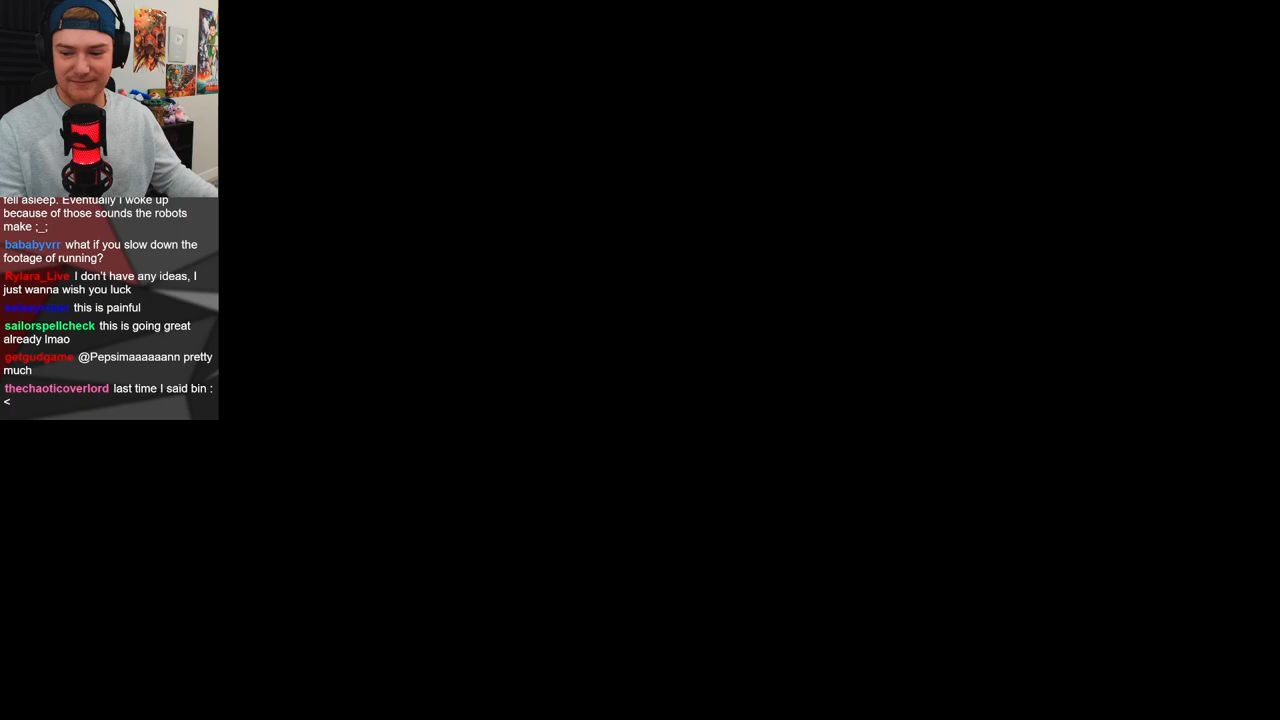 fell asleep. Eventually I woke up
because of those sounds the robots
make ;_;
bababyvrr what if you slow down the
footage of running?
Rylara_Live I don't have any ideas, I
just wanna wish you luck
this is painful
sailorspellcheck this is going great
already lmao
getgudgame @Pepsimaaaaaann pretty
much
thechaoticoverlord last time I said bin :
<